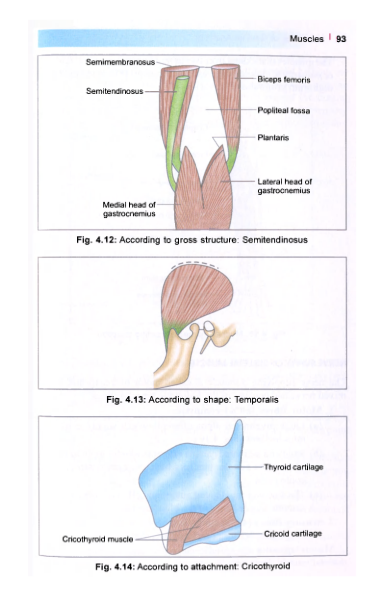 Muscles | 93
Semimembranosus
Semitendinosus
Biceps femoris
Popliteal fossa
Plantaris
Lateral head of
gastrocnemius
Medial head of
gastrocnemius
Fig. 4.12: According to gross structure: Semitendinosus
Fig. 4.13: According to shape: Temporalis
Thyroid cartilage
Cricothyroid muscle
Cricoid cartilage
Fig. 4.14: According to attachment: Cricothyroid